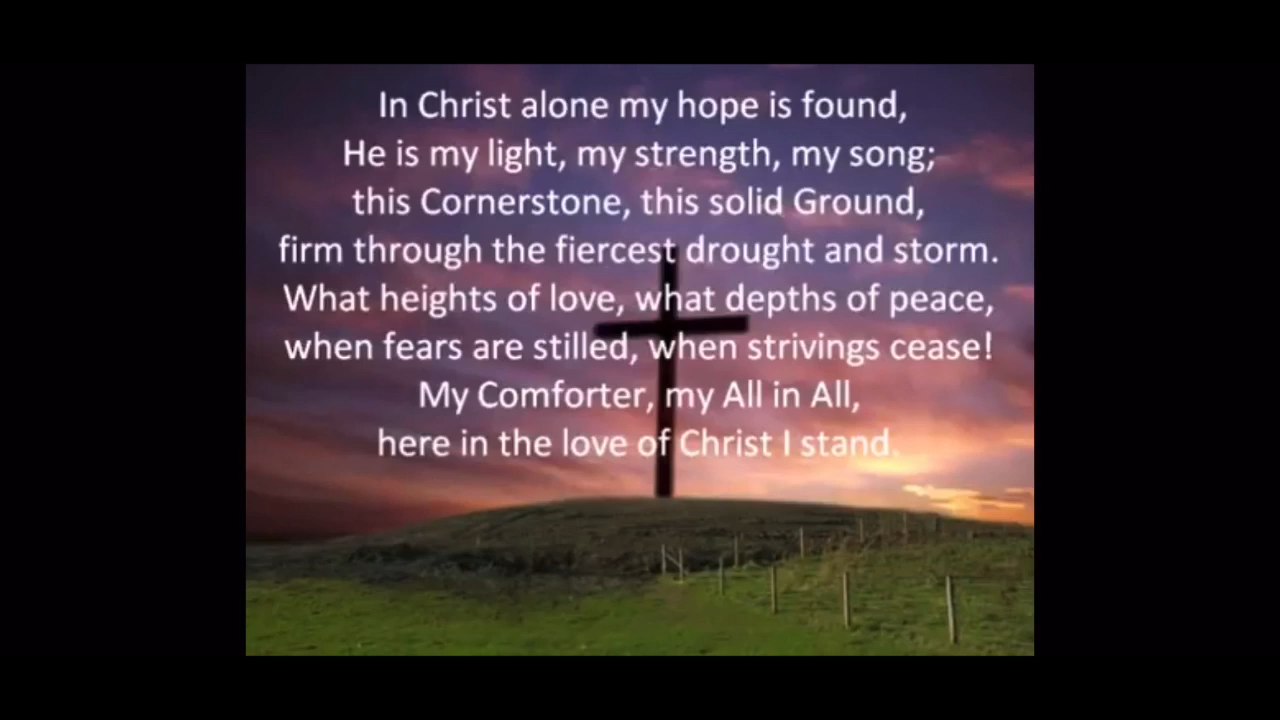 In Christ alone my hope is found,
He is my light, my strength, my song;
this Cornerstone, this solid Ground,
firm through the fiercest drought and storm.
What heights of love, what depths of peace,
when fears are stilled, when strivings cease!
My Comforter, my All in All,
here in the love of Christ I stand.